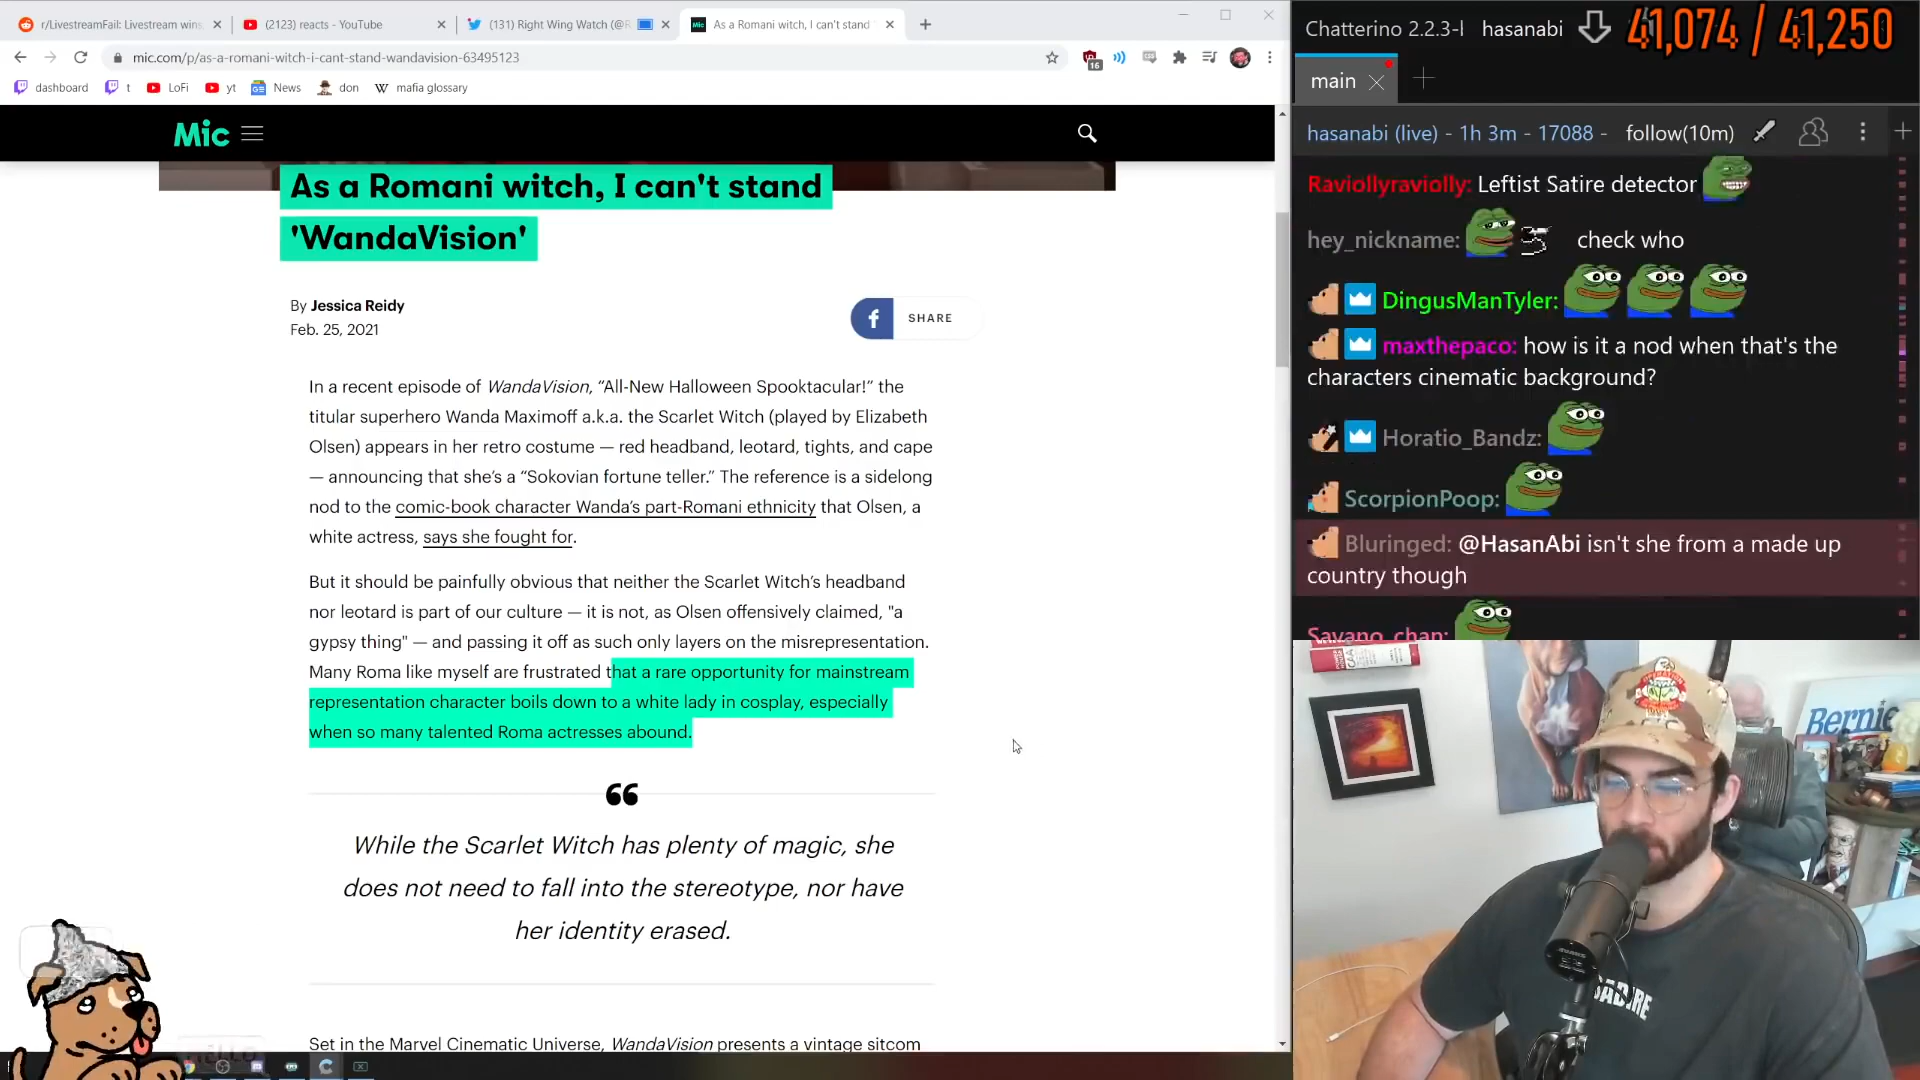 r/LivestreamFail: Livestream wins
(2123) reacts - YouTube
(131) Right Wing Watch (@R
As a Romani witch, I can't stand
mic.com/p/as-a-romani-witch-i-cant-stand-wandavision-63495123
16
dashboard
t
LoFi
yt
News
don
W mafia glossary
Mic
As a Romani witch, I can't stand
'WandaVision'
By Jessica Reidy
Feb. 25, 2021
f SHARE
In a recent episode of WandaVision, “All-New Halloween Spooktacular!” the
titular superhero Wanda Maximoff a.k.a. the Scarlet Witch (played by Elizabeth
Olsen) appears in her retro costume — red headband, leotard, tights, and cape
— announcing that she’s a “Sokovian fortune teller.” The reference is a sidelong
nod to the comic-book character Wanda’s part-Romani ethnicity that Olsen, a
white actress, says she fought for.
But it should be painfully obvious that neither the Scarlet Witch’s headband
nor leotard is part of our culture — it is not, as Olsen offensively claimed, "a
gypsy thing" — and passing it off as such only layers on the misrepresentation.
Many Roma like myself are frustrated that a rare opportunity for mainstream
representation character boils down to a white lady in cosplay, especially
when so many talented Roma actresses abound.
While the Scarlet Witch has plenty of magic, she
does not need to fall into the stereotype, nor have
her identity erased.
Set in the Marvel Cinematic Universe, WandaVision presents a vintage sitcom
Chatterino 2.2.3-l hasanabi
41,074 / 41,250
main
hasanabi (live) - 1h 3m - 17088 - follow(10m)
Raviollyraviolly: Leftist Satire detector
hey_nickname: check who
DingusManTyler:
maxthepaco: how is it a nod when that's the
characters cinematic background?
Horatio_Bandz:
ScorpionPoop:
Bluringed: @HasanAbi isn't she from a made up
country though
Sayano_chan:
Bernie